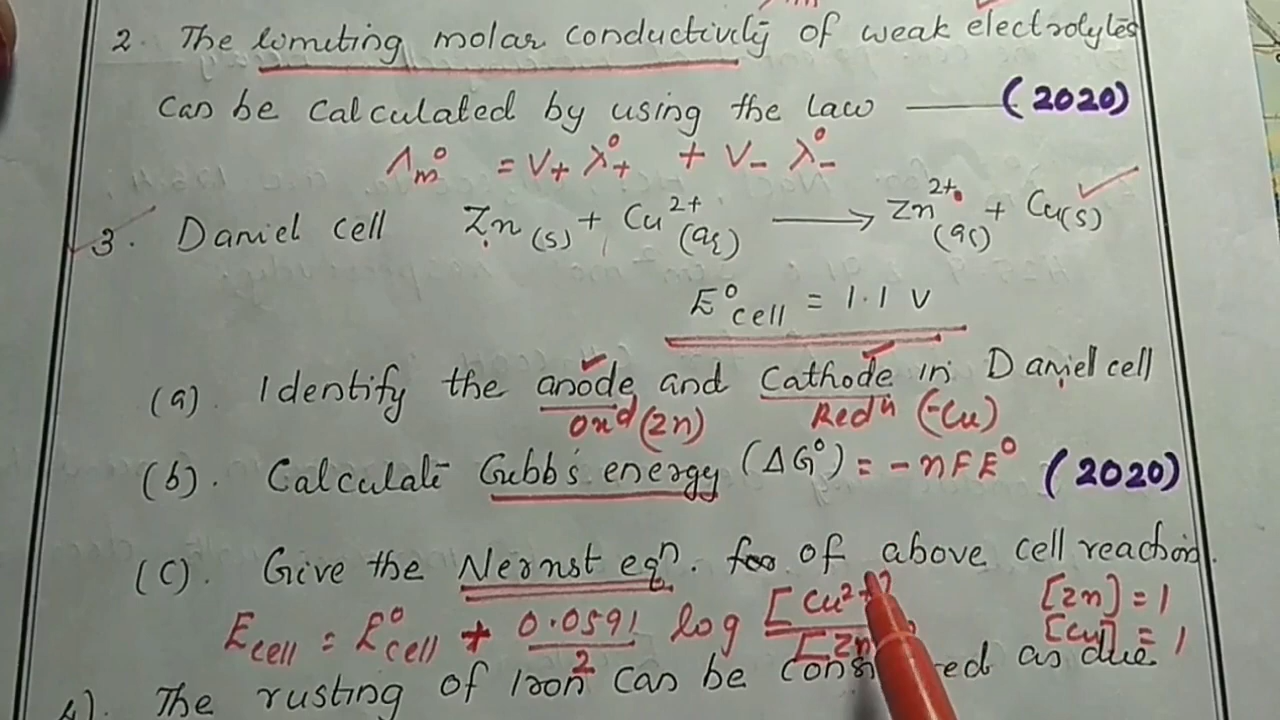 2. The limiting molar conductivity of weak electrolytes
can be calculated by using the law —— (2020)
Λm° = V+ λ°+ + V- λ°-
3. Daniel cell Zn(s) + Cu2+(aq) ⟶ Zn2+(aq) + Cu(s)
E°cell = 1.1 V
(a). Identify the anode and Cathode in Daniel cell
Oxd (Zn) Redn (Cu)
(b). Calculate Gibb's energy (ΔG°) = -nFE° (2020)
(c). Give the Nernst eqn. for of above cell reaction.
Ecell = E°cell + 0.0591/2 log [Cu2+]/[Zn [Zn] = 1
[Cu] = 1
4). The rusting of Iron can be considered as due